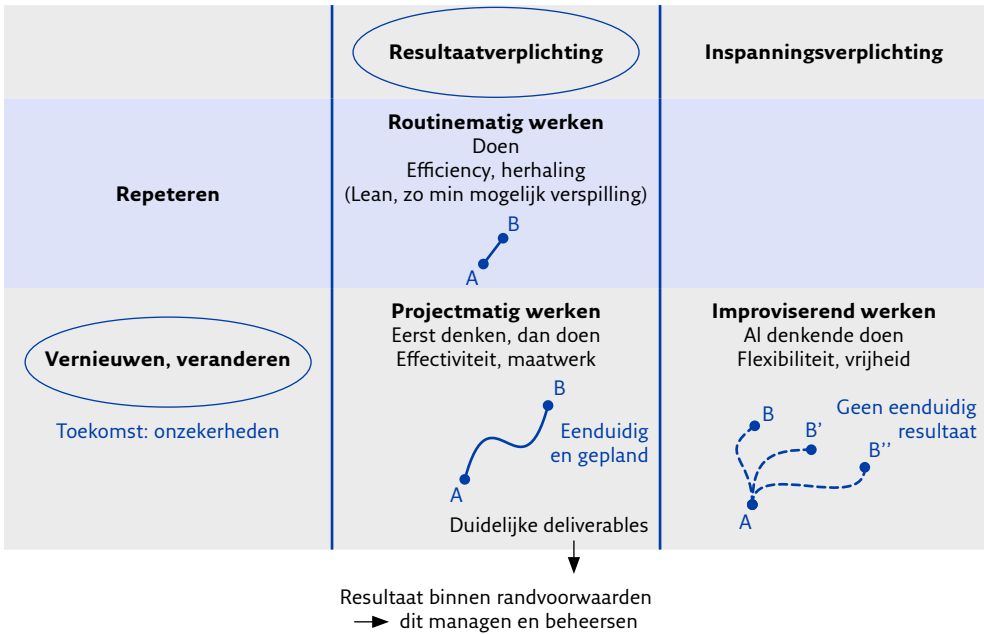 Resultaatverplichting
Inspanningsverplichting
Repeteren
Routinematig werken
Doen
Efficiency, herhaling
(Lean, zo min mogelijk verspilling)
B
A
Vernieuwen, veranderen
Toekomst: onzekerheden
Projectmatig werken
Eerst denken, dan doen
Effectiviteit, maatwerk
B
Eenduidig
en gepland
A
Duidelijke deliverables
Improviserend werken
Al denkende doen
Flexibiliteit, vrijheid
Geen eenduidig
resultaat
B
B'
B''
A
Resultaat binnen randvoorwaarden
dit managen en beheersen